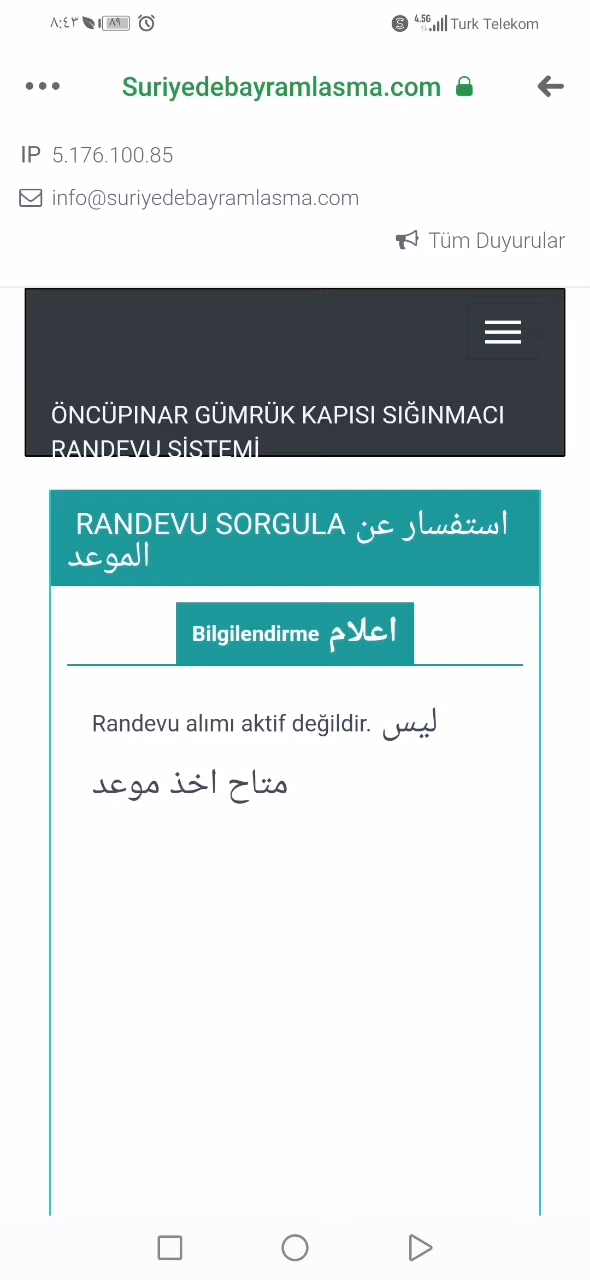 ٨:٤٣ ٨٩ 4.56 Turk Telekom
Suriyedebayramlasma.com
IP 5.176.100.85
info@suriyedebayramlasma.com
Tüm Duyurular
ÖNCÜPINAR GÜMRÜK KAPISI SIĞINMACI
RANDEVU SİSTEMİ
RANDEVU SORGULA استفسار عن
الموعد
Bilgilendirme اعلام
Randevu alımı aktif değildir. ليس
متاح اخذ موعد